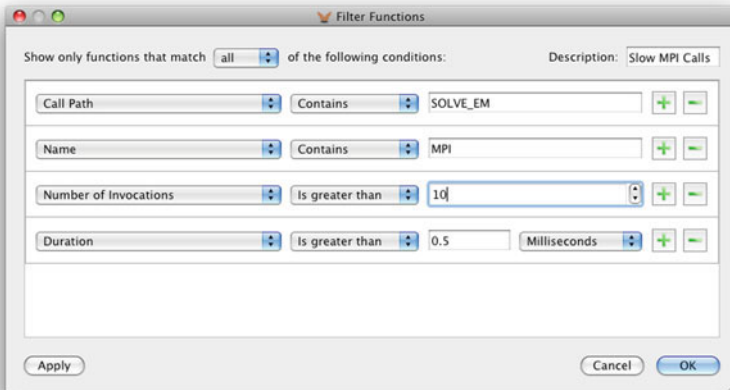 Filter Functions
Show only functions that match all of the following conditions: Description: Slow MPI Calls
Call Path Contains SOLVE_EM
Name Contains MPI
Number of Invocations Is greater than 10
Duration Is greater than 0.5 Milliseconds
Apply Cancel OK